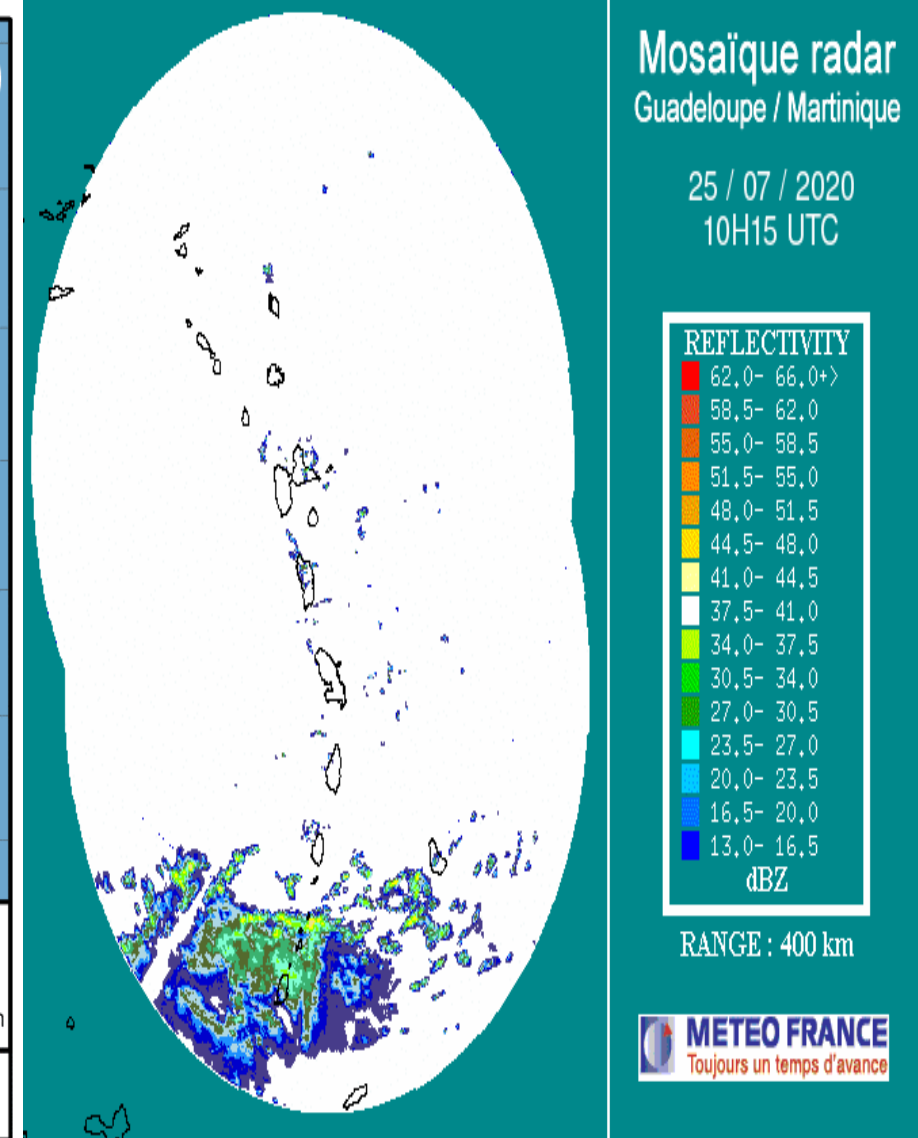 Mosaïque radar
Guadeloupe / Martinique
25 / 07 / 2020
10H15 UTC
REFLECTIVITY
62.0- 66.0+>
58.5- 62.0
55.0- 58.5
51.5- 55.0
48.0- 51.5
44.5- 48.0
41.0- 44.5
37.5- 41.0
34.0- 37.5
30.5- 34.0
27.0- 30.5
23.5- 27.0
20.0- 23.5
16.5- 20.0
13.0- 16.5
dBZ
RANGE : 400 km
METEO FRANCE
Toujours un temps d'avance